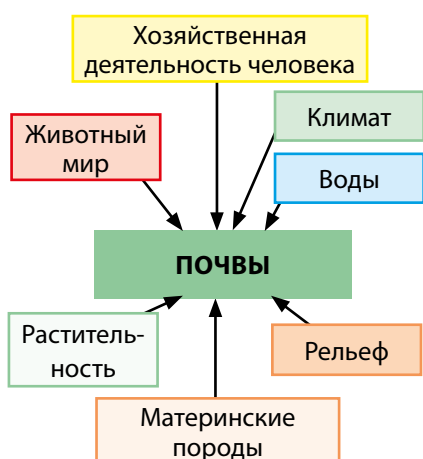 Хозяйственная
деятельность человека
Климат
Животный
мир
Воды
ПОЧВЫ
Раститель-
ность
Рельеф
Материнские
породы